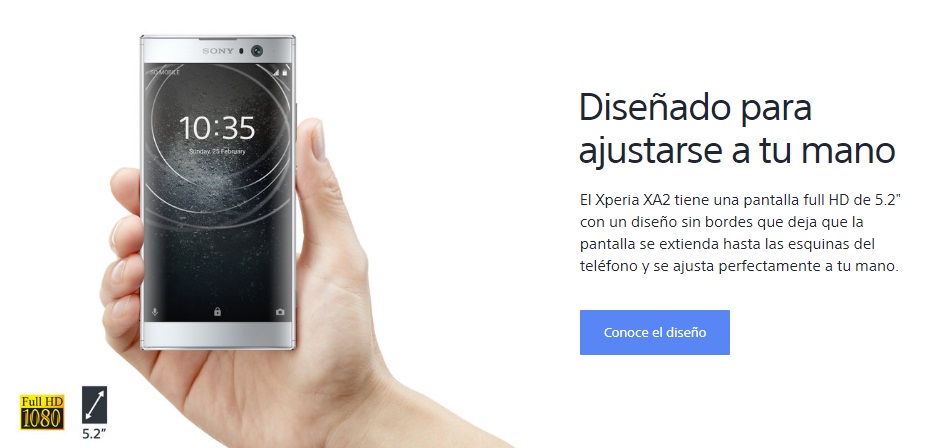 SONY
10:35
Sunday, 25 February
Diseñado para
ajustarse a tu mano
El Xperia XA2 tiene una pantalla full HD de 5.2"
con un diseño sin bordes que deja que la
pantalla se extienda hasta las esquinas del
teléfono y se ajusta perfectamente a tu mano.
Conoce el diseño
Full HD
1080
5.2"